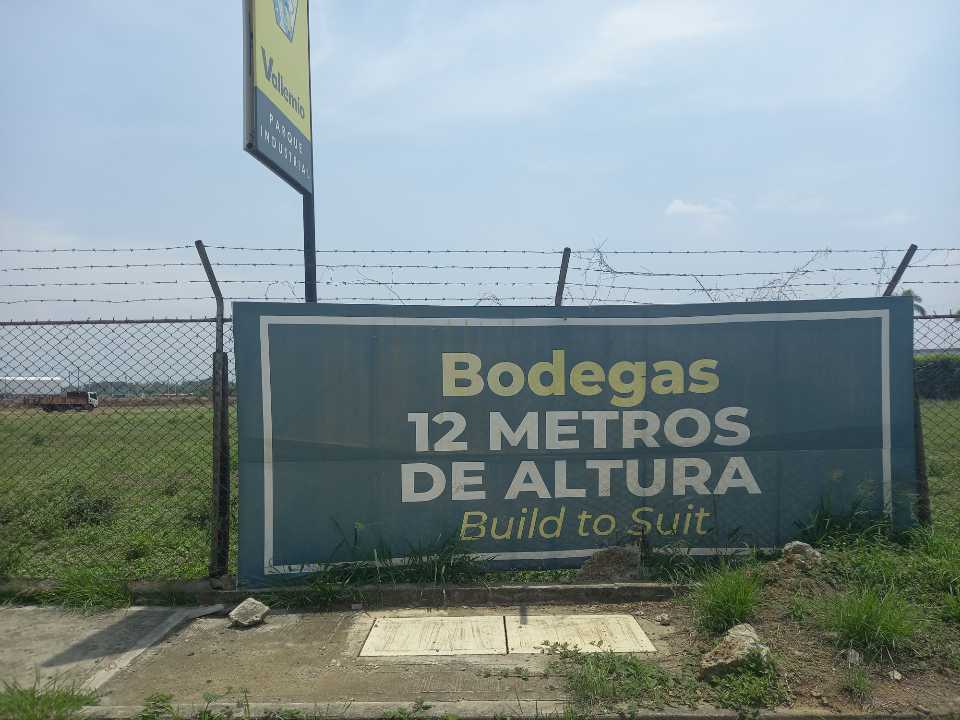 Vallemio
PARQUE
INDUSTRIAL
Bodegas
12 METROS
DE ALTURA
Build to Suit